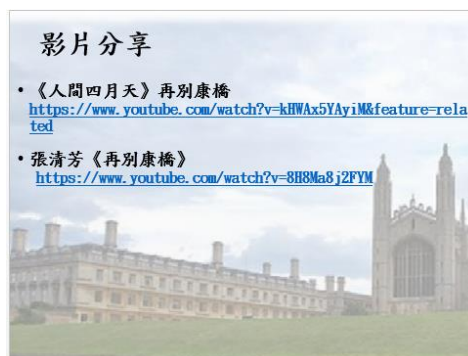 影片分享
• 《人間四月天》再別康橋
https://www.youtube.com/watch?v=kHWAx5YAyiM&feature=rela
ted
• 張清芳《再別康橋》
https://www.youtube.com/watch?v=8H8Ma8j2FYM